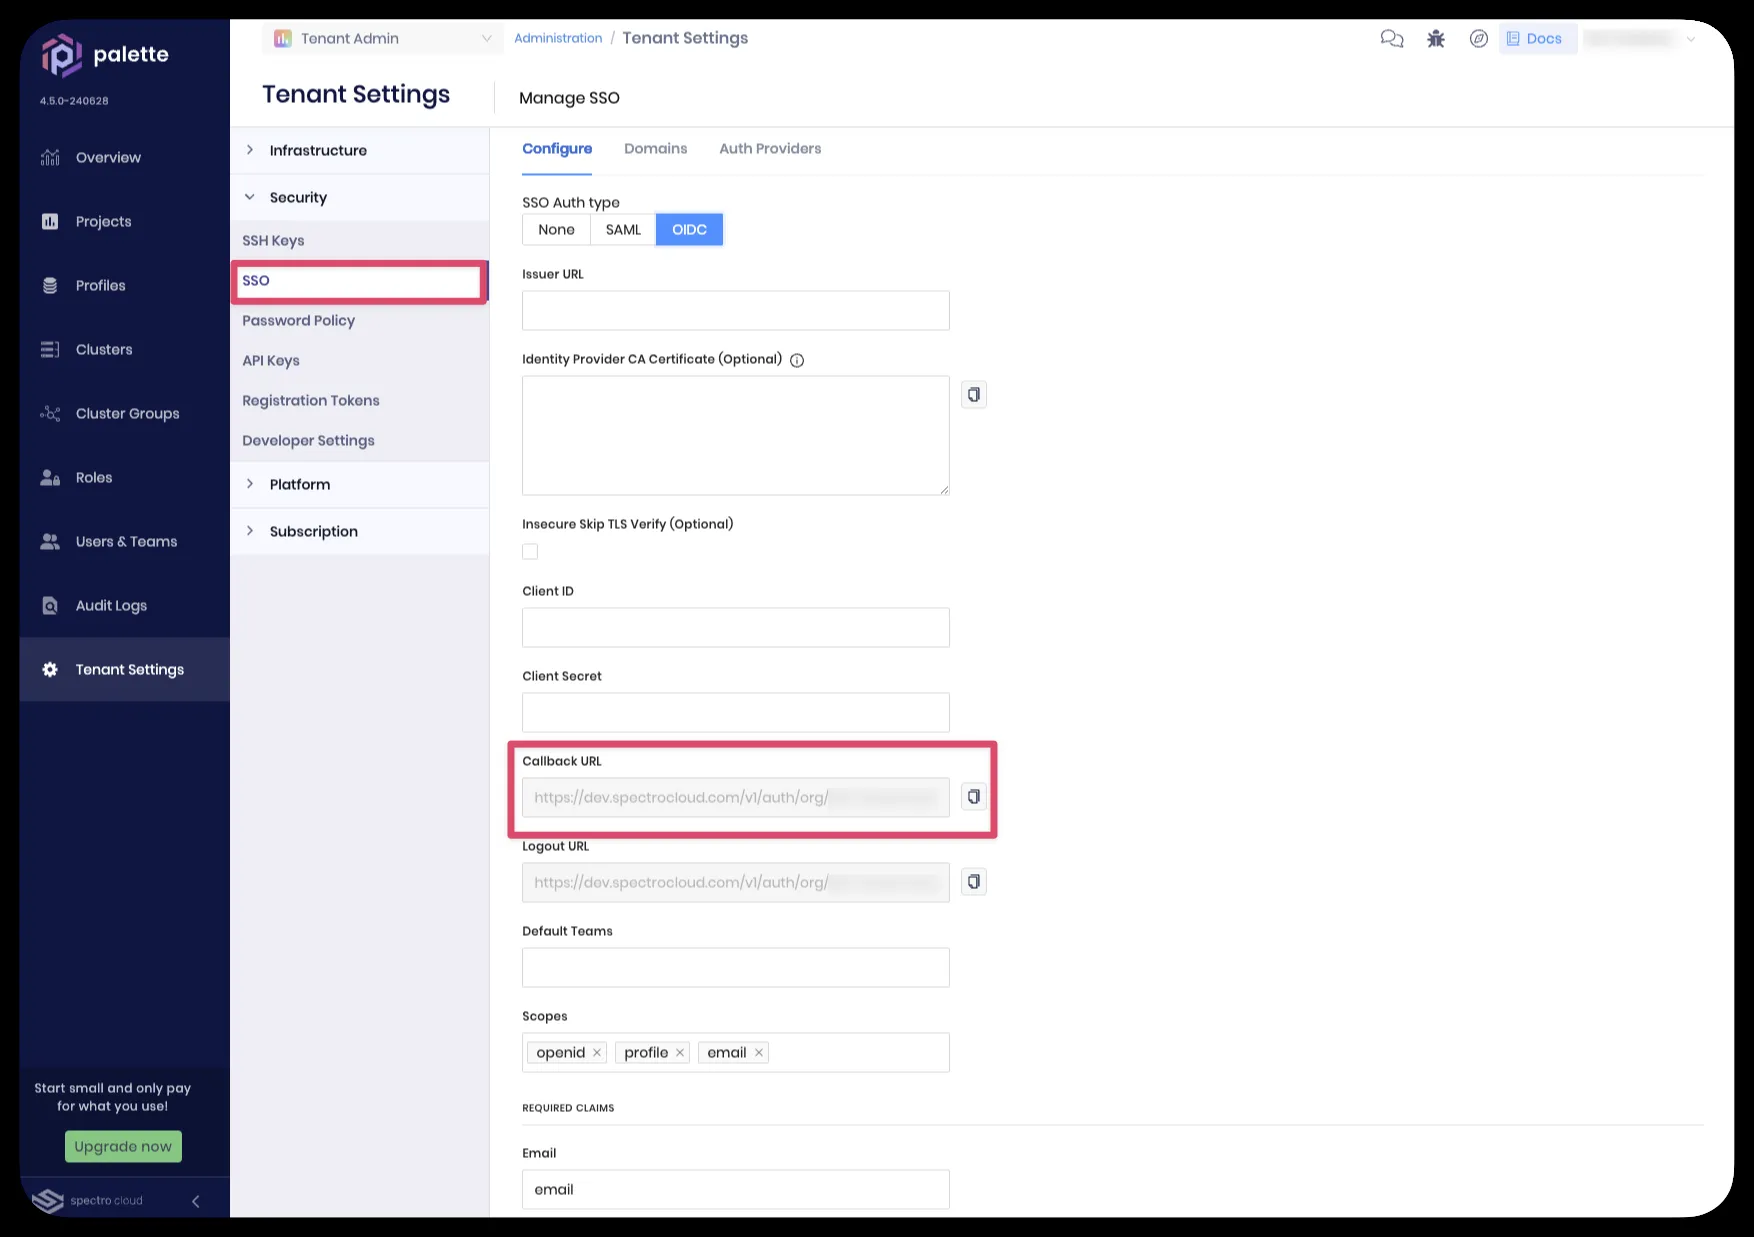 palette
4.5.0-240628
Overview
Projects
Profiles
Clusters
Cluster Groups
Roles
Users & Teams
Audit Logs
Tenant Settings
Start small and only pay
for what you use!
Upgrade now
spectro cloud
Tenant Admin
Administration / Tenant Settings
Docs
Tenant Settings
Manage SSO
Infrastructure
Security
SSH Keys
SSO
Password Policy
API Keys
Registration Tokens
Developer Settings
Platform
Subscription
Configure Domains Auth Providers
SSO Auth type
None SAML OIDC
Issuer URL
Identity Provider CA Certificate (Optional)
Insecure Skip TLS Verify (Optional)
Client ID
Client Secret
Callback URL
https://dev.spectrocloud.com/v1/auth/org/
Logout URL
https://dev.spectrocloud.com/v1/auth/org/
Default Teams
Scopes
openid × profile × email ×
REQUIRED CLAIMS
Email
email